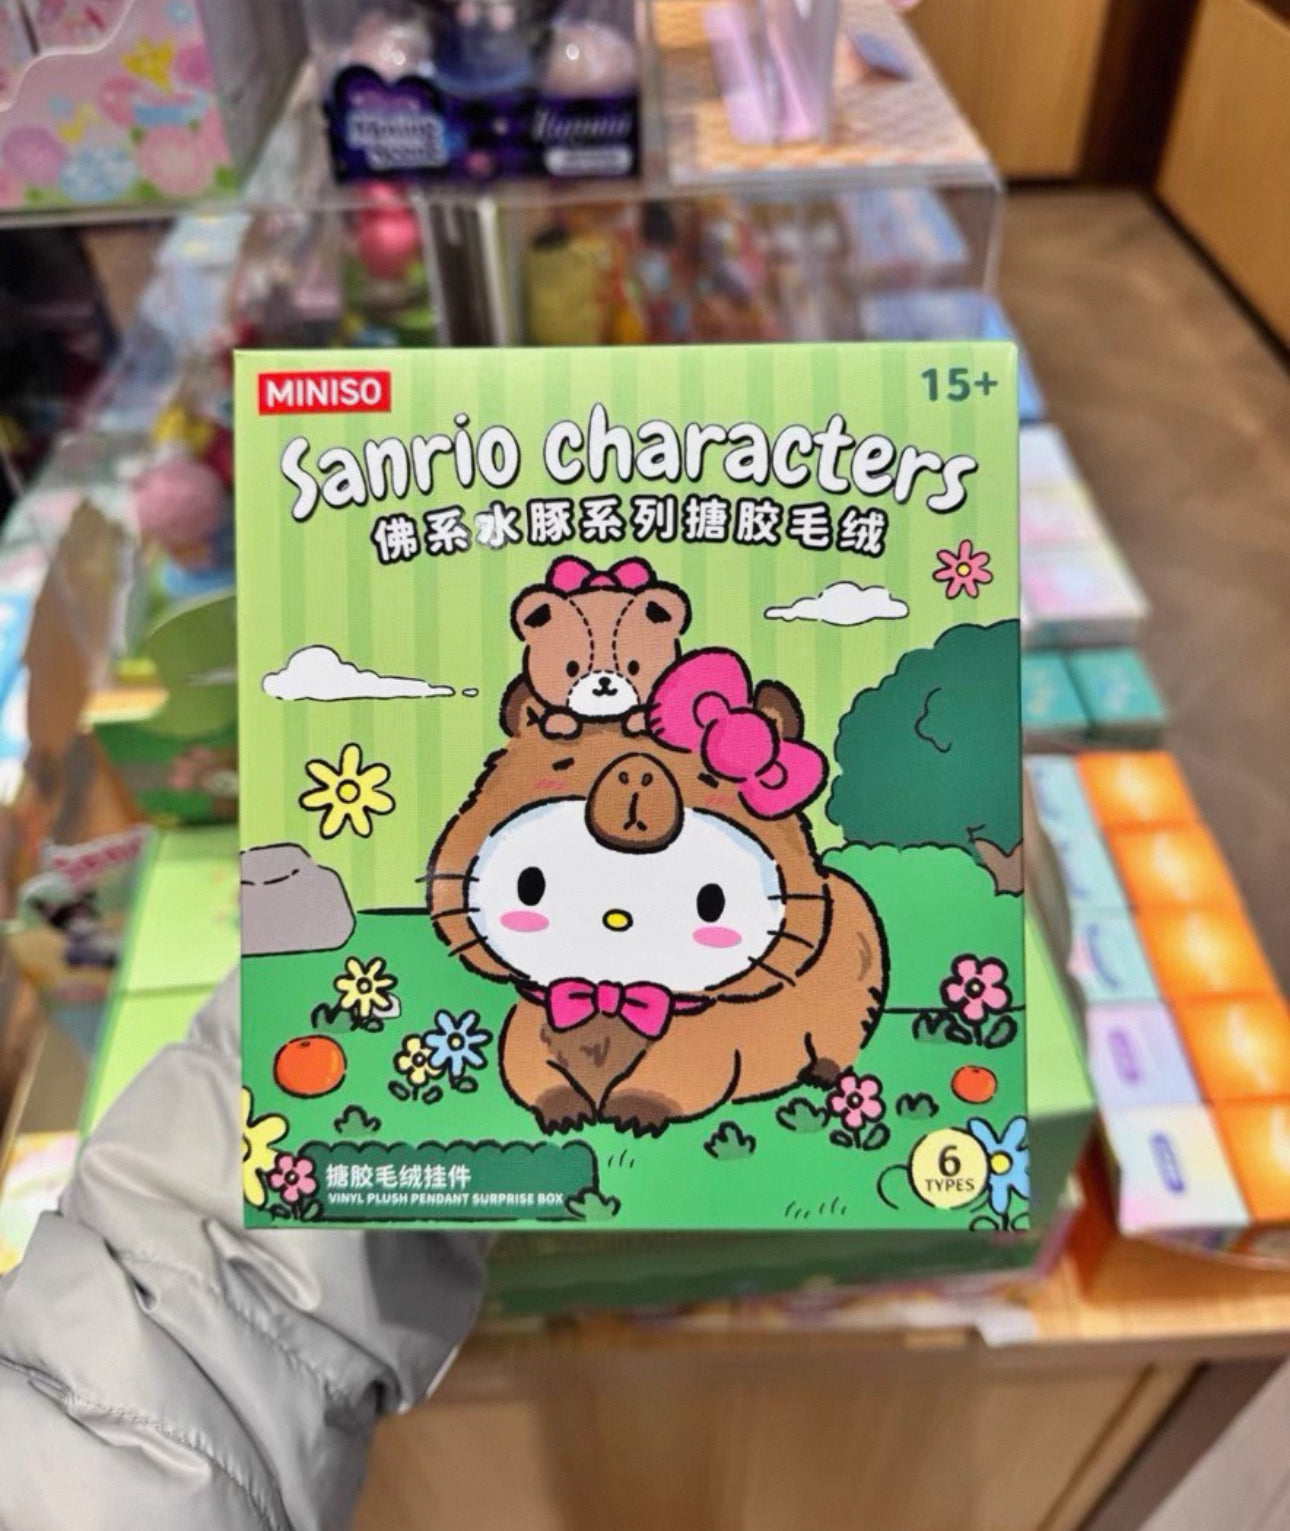 MINISO
15+
Sanrio characters
佛系水豚系列搪胶毛绒
搪胶毛绒挂件
VINYL PLUSH PENDANT SURPRISE BOX
6
TYPES